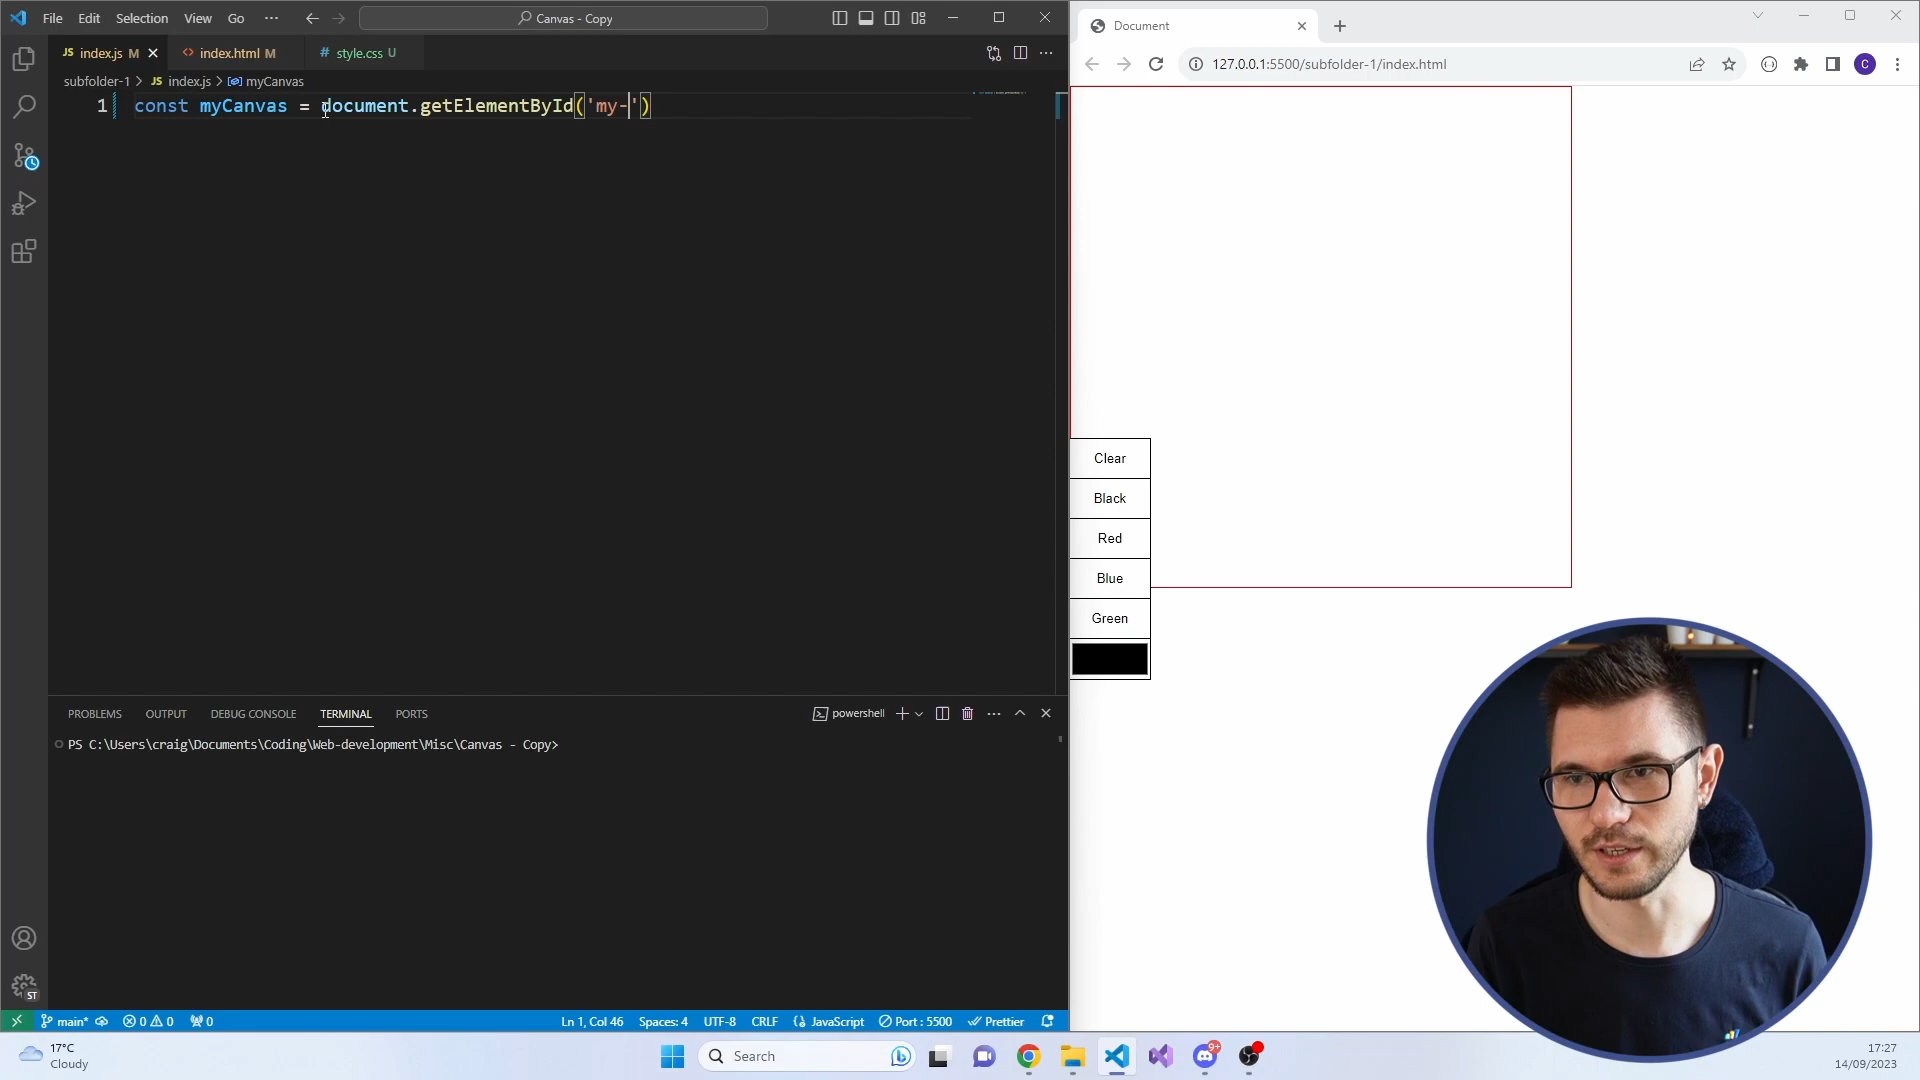 File Edit Selection View Go ··· Canvas - Copy
JS index.js M <> index.html M # style.css U
subfolder-1 > JS index.js > myCanvas
1 const myCanvas = document.getElementById('my-')
PROBLEMS OUTPUT DEBUG CONSOLE TERMINAL PORTS powershell
PS C:\Users\craig\Documents\Coding\Web-development\Misc\Canvas - Copy>
ST
main* 0 0 0 Ln 1, Col 46 Spaces: 4 UTF-8 CRLF {} JavaScript Port : 5500 Prettier
Document
127.0.0.1:5500/subfolder-1/index.html
C
Clear
Black
Red
Blue
Green
17°C
Cloudy
Search
9+
17:27
14/09/2023